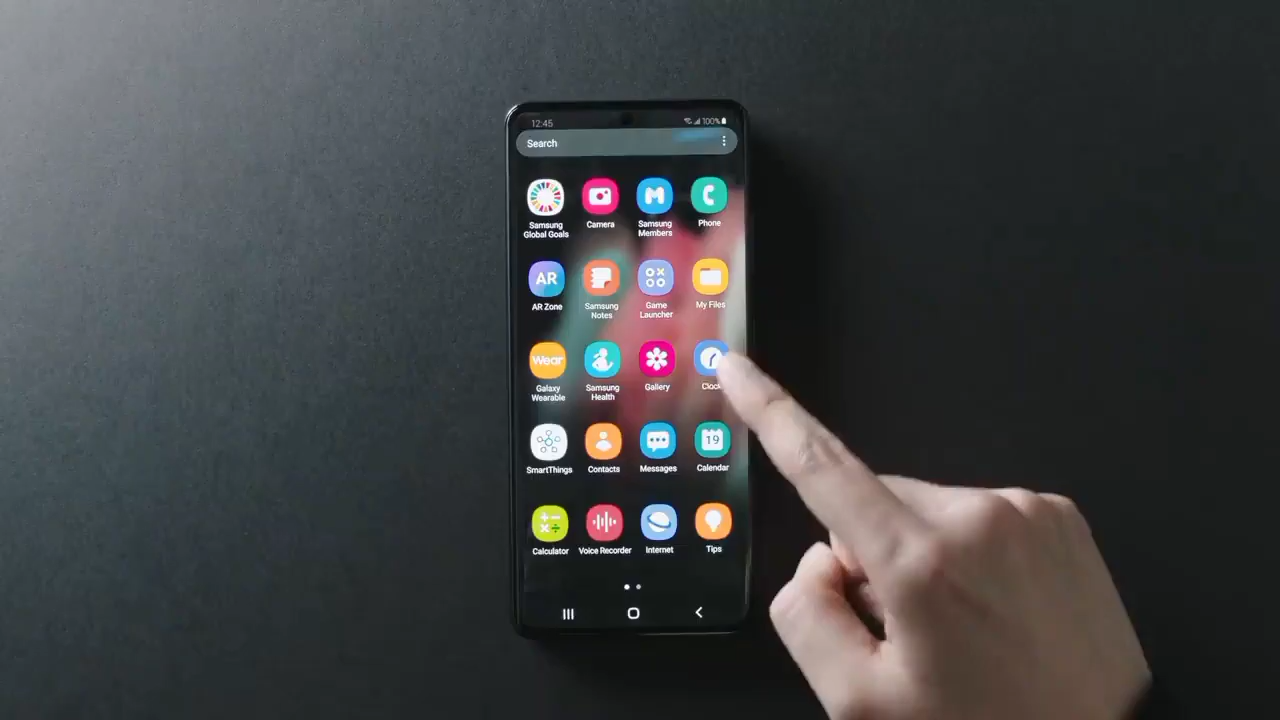 12:45
100%
Search
Samsung
Global Goals
Camera
Samsung
Members
Phone
AR
AR Zone
Samsung
Notes
Game
Launcher
My Files
Wear
Galaxy
Wearable
Samsung
Health
Gallery
Clock
SmartThings
Contacts
Messages
19
Calendar
Calculator
Voice Recorder
Internet
Tips